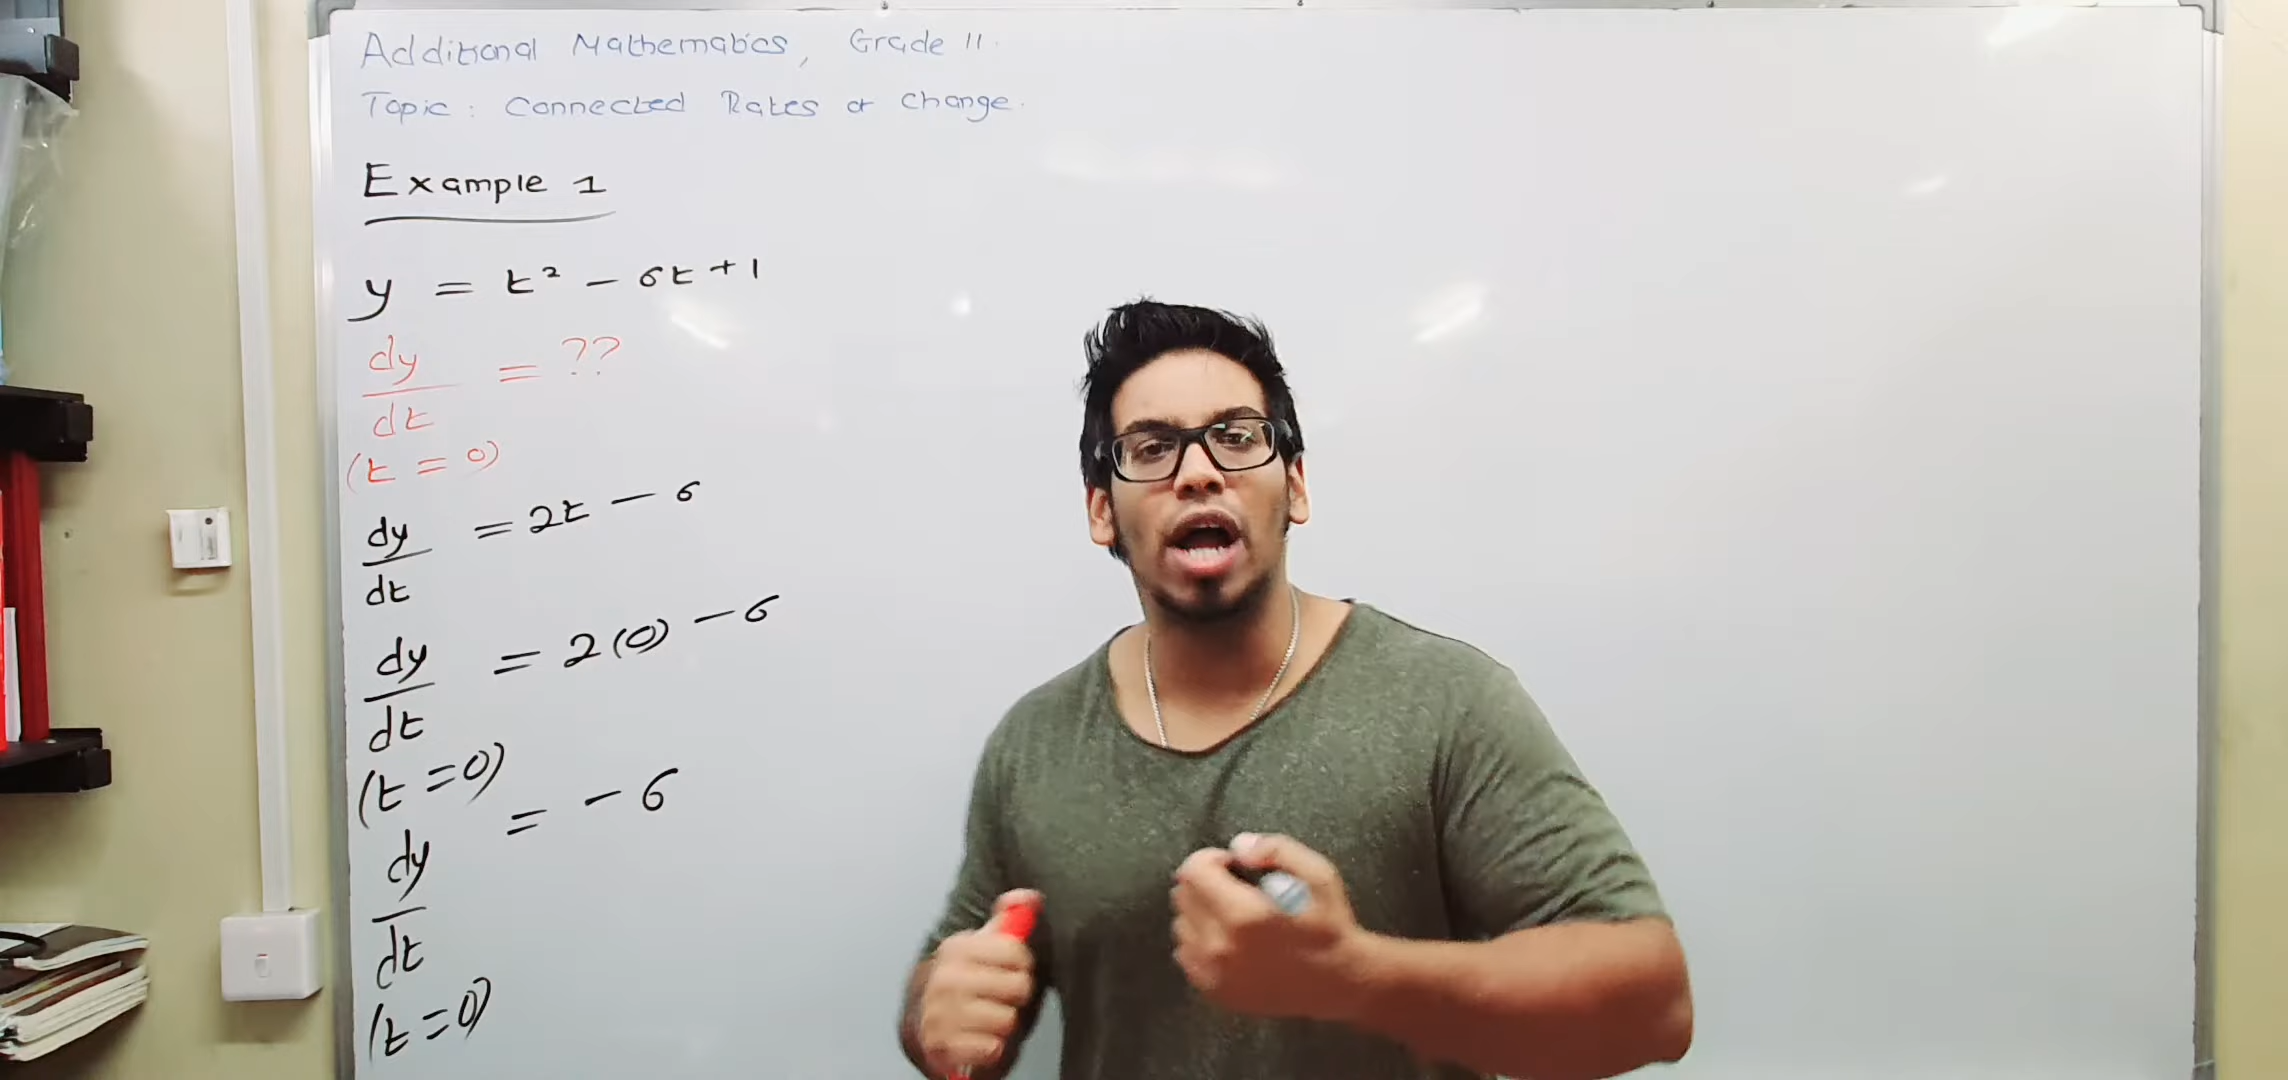 Additional Mathematics, Grade 11.
Topic: Connected Rates of Change.
Example 1
y = t² - 6t + 1
dy/dt = ??
(t = 0)
dy/dt = 2t - 6
dy/dt = 2(0) - 6
(t = 0)
dy/dt = - 6
(t = 0)